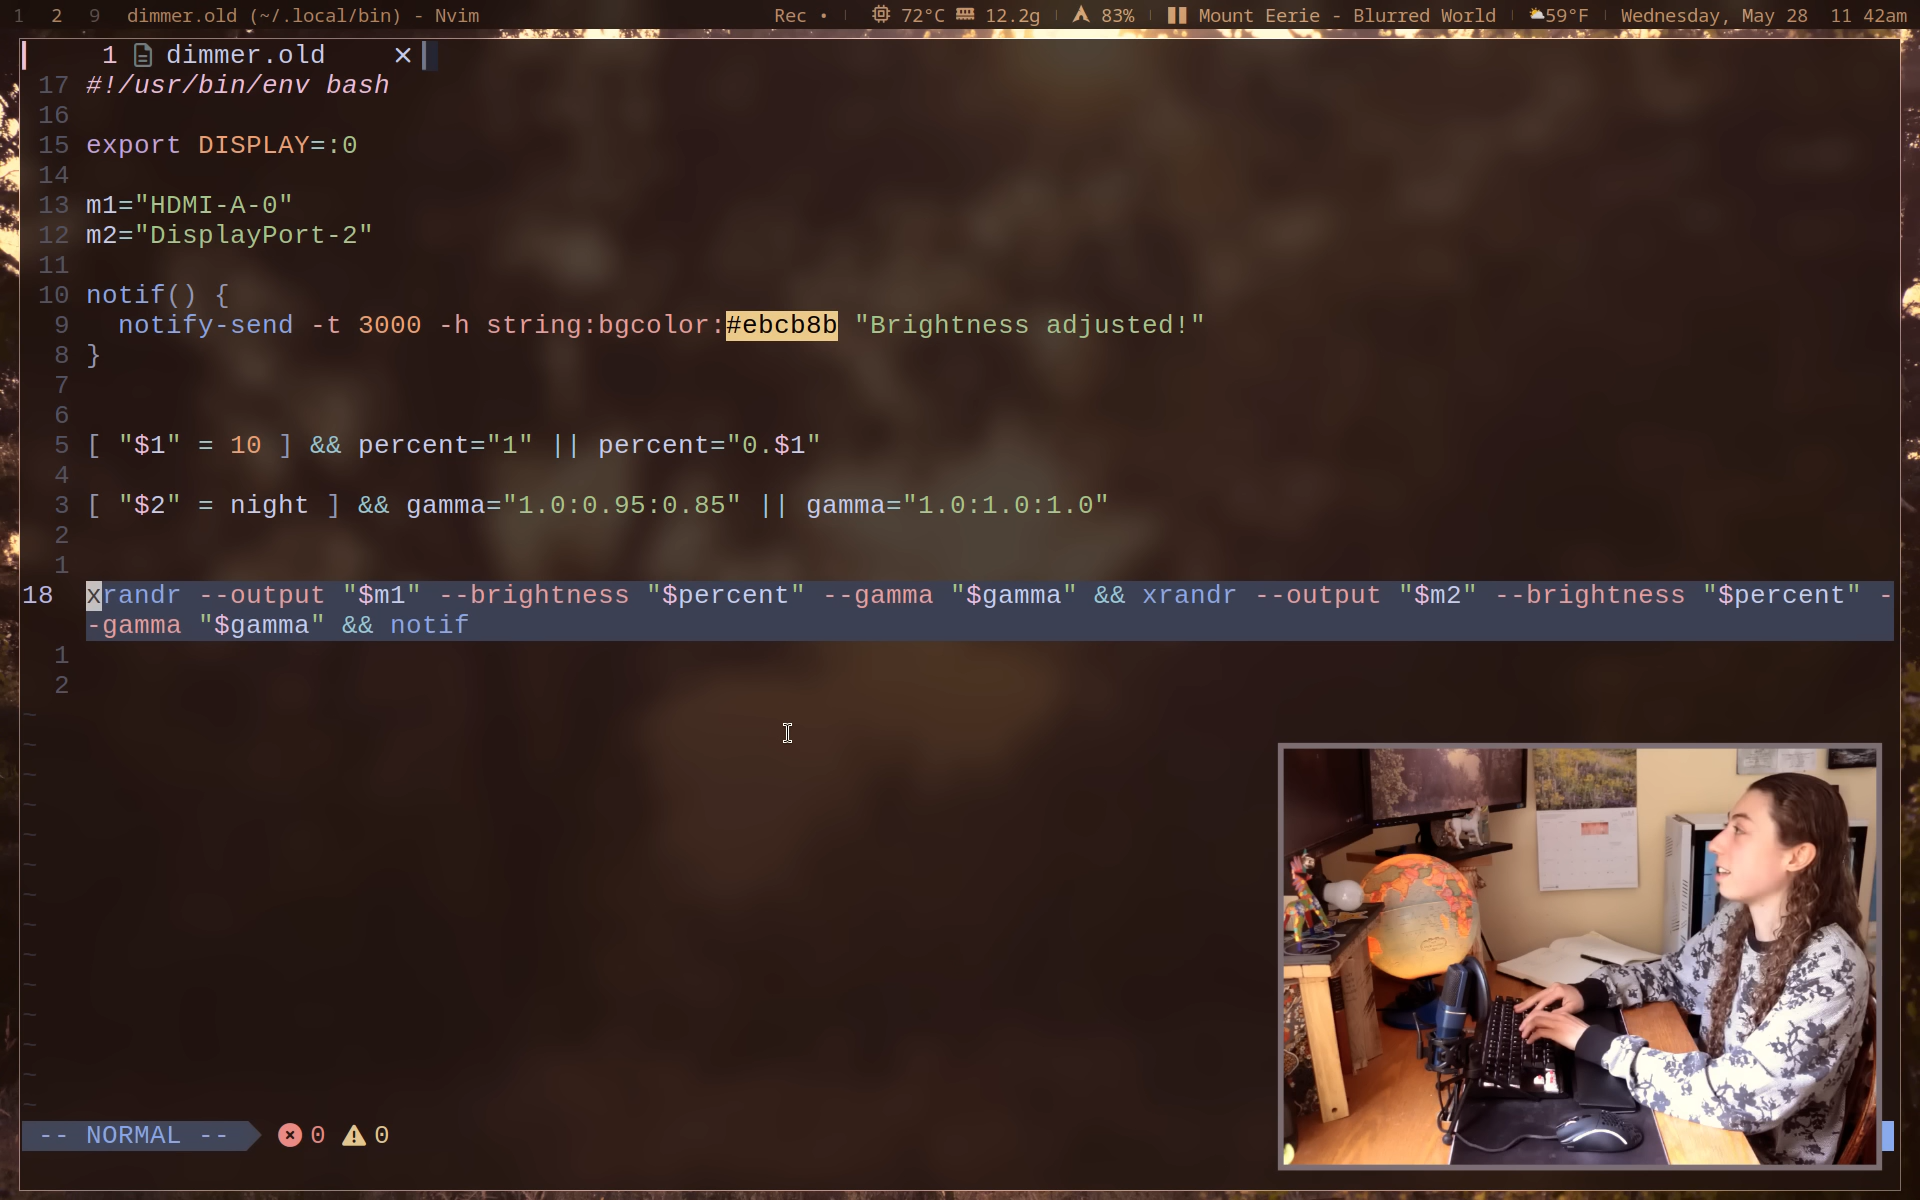 1 2 9 dimmer.old (~/.local/bin) - Nvim Rec • 72°C 12.2g 83% Mount Eerie - Blurred World 59°F Wednesday, May 28 11 42am
1 dimmer.old ×
17 #!/usr/bin/env bash
16
15 export DISPLAY=:0
14
13 m1="HDMI-A-0"
12 m2="DisplayPort-2"
11
10 notif() {
9 notify-send -t 3000 -h string:bgcolor:#ebcb8b "Brightness adjusted!"
8 }
7
6
5 [ "$1" = 10 ] && percent="1" || percent="0.$1"
4
3 [ "$2" = night ] && gamma="1.0:0.95:0.85" || gamma="1.0:1.0:1.0"
2
1
18 xrandr --output "$m1" --brightness "$percent" --gamma "$gamma" && xrandr --output "$m2" --brightness "$percent" -
-gamma "$gamma" && notif
1
2
~
~
~
~
~
~
~
~
~
~
~
~
~
~
-- NORMAL -- 0 0